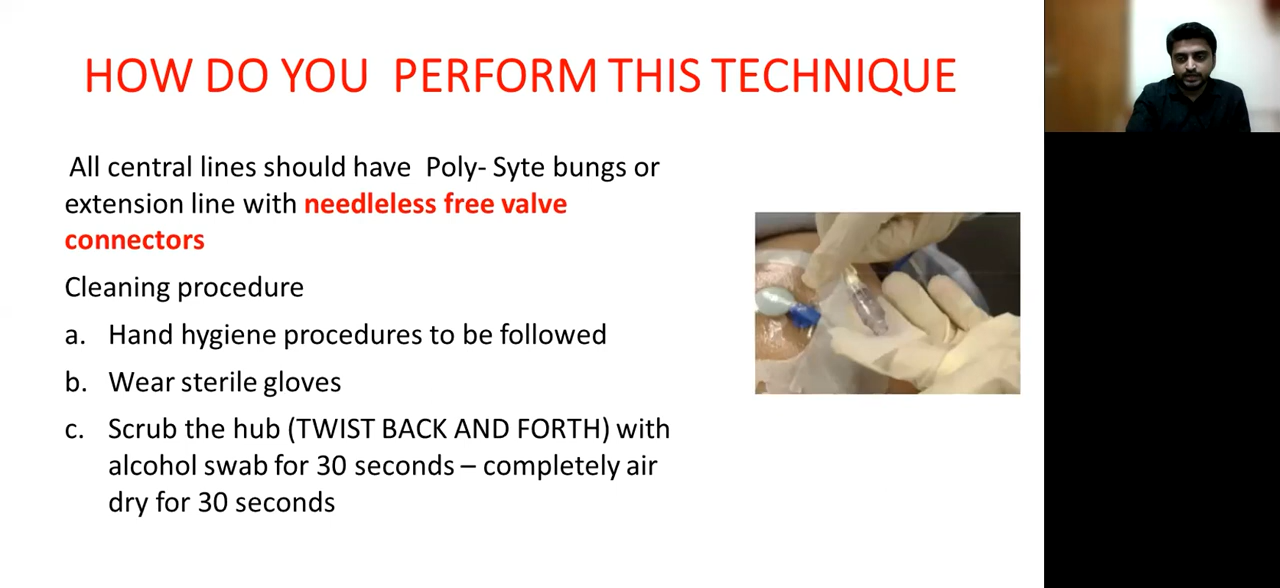 HOW DO YOU PERFORM THIS TECHNIQUE
All central lines should have Poly- Syte bungs or
extension line with needleless free valve
connectors
Cleaning procedure
a. Hand hygiene procedures to be followed
b. Wear sterile gloves
c. Scrub the hub (TWIST BACK AND FORTH) with
alcohol swab for 30 seconds – completely air
dry for 30 seconds